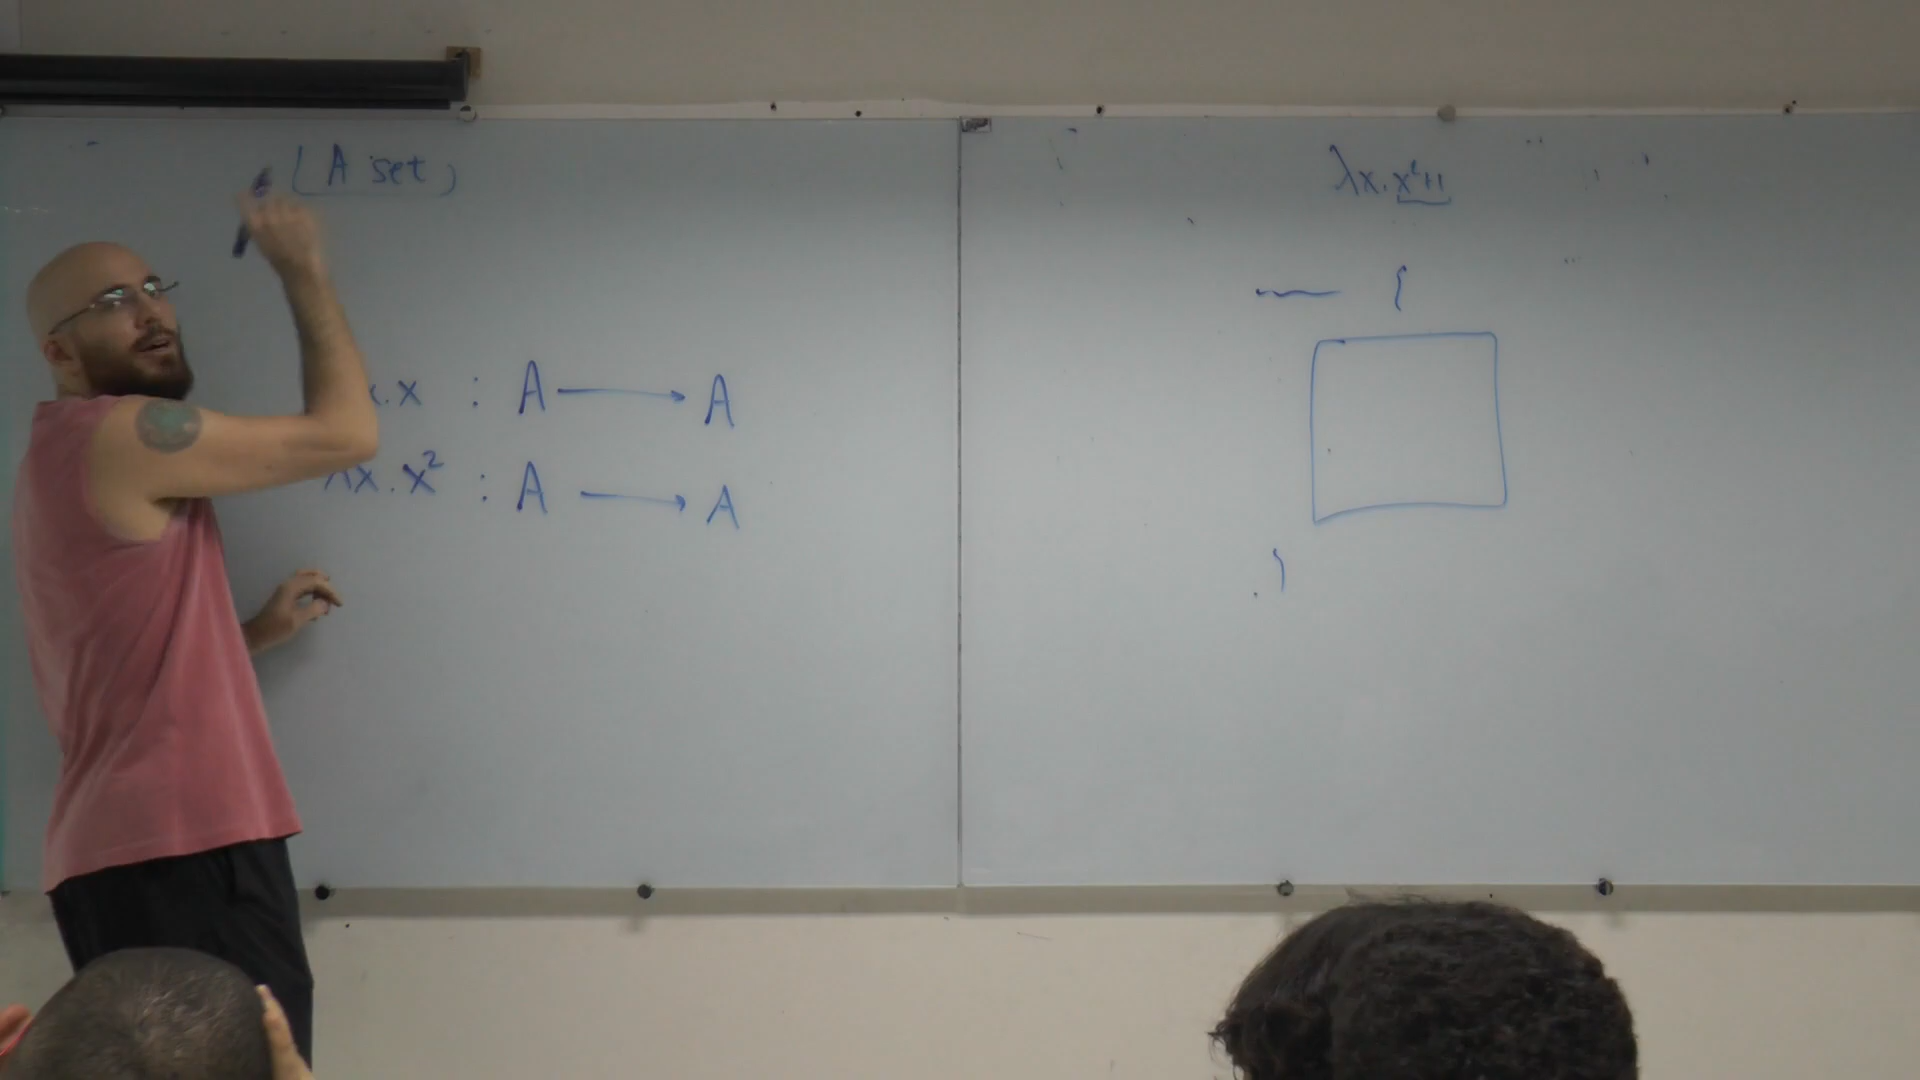 (A set)
x.x : A → A
λx.x² : A → A
λx.x²+1
{
}